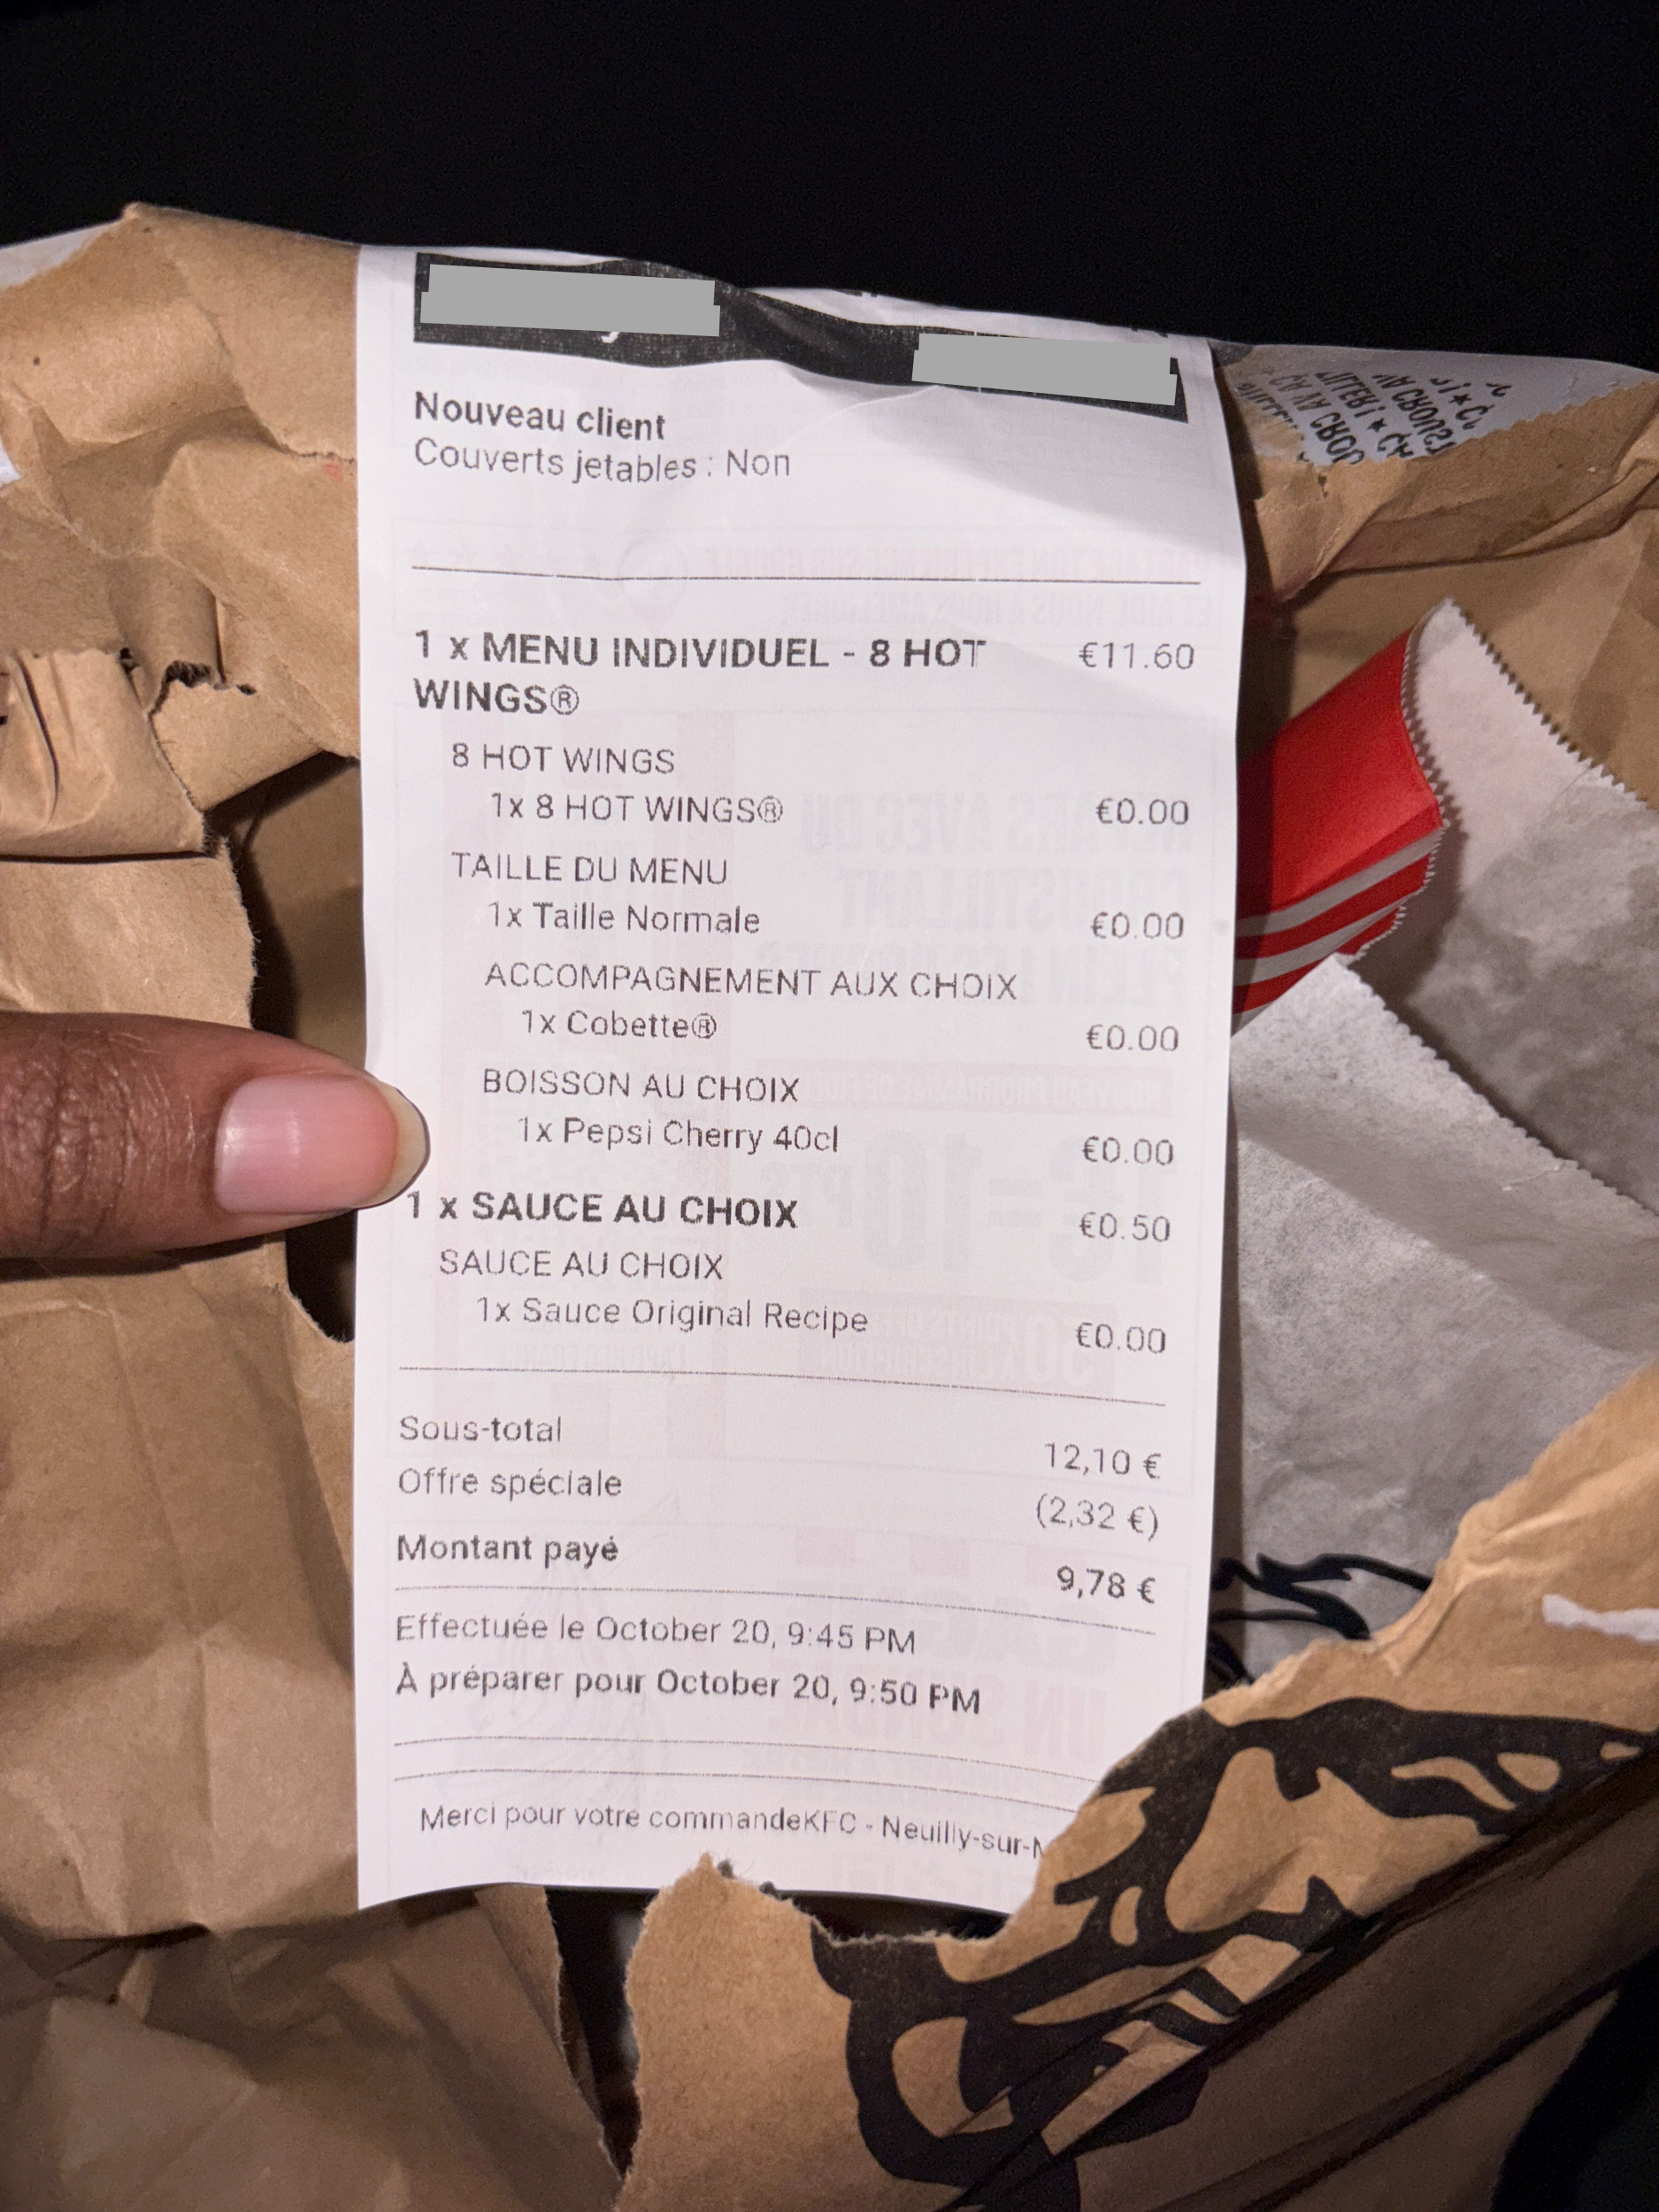 Nouveau client
Couverts jetables : Non
1 x MENU INDIVIDUEL - 8 HOT €11.60
WINGS®
8 HOT WINGS
1x 8 HOT WINGS® €0.00
TAILLE DU MENU
1x Taille Normale €0.00
ACCOMPAGNEMENT AUX CHOIX
1x Cobette® €0.00
BOISSON AU CHOIX
1x Pepsi Cherry 40cl €0.00
1 x SAUCE AU CHOIX €0.50
SAUCE AU CHOIX
1x Sauce Original Recipe €0.00
Sous-total 12,10 €
Offre spéciale (2,32 €)
Montant payé 9,78 €
Effectuée le October 20, 9:45 PM
À préparer pour October 20, 9:50 PM
Merci pour votre commandeKFC - Neuilly-sur-